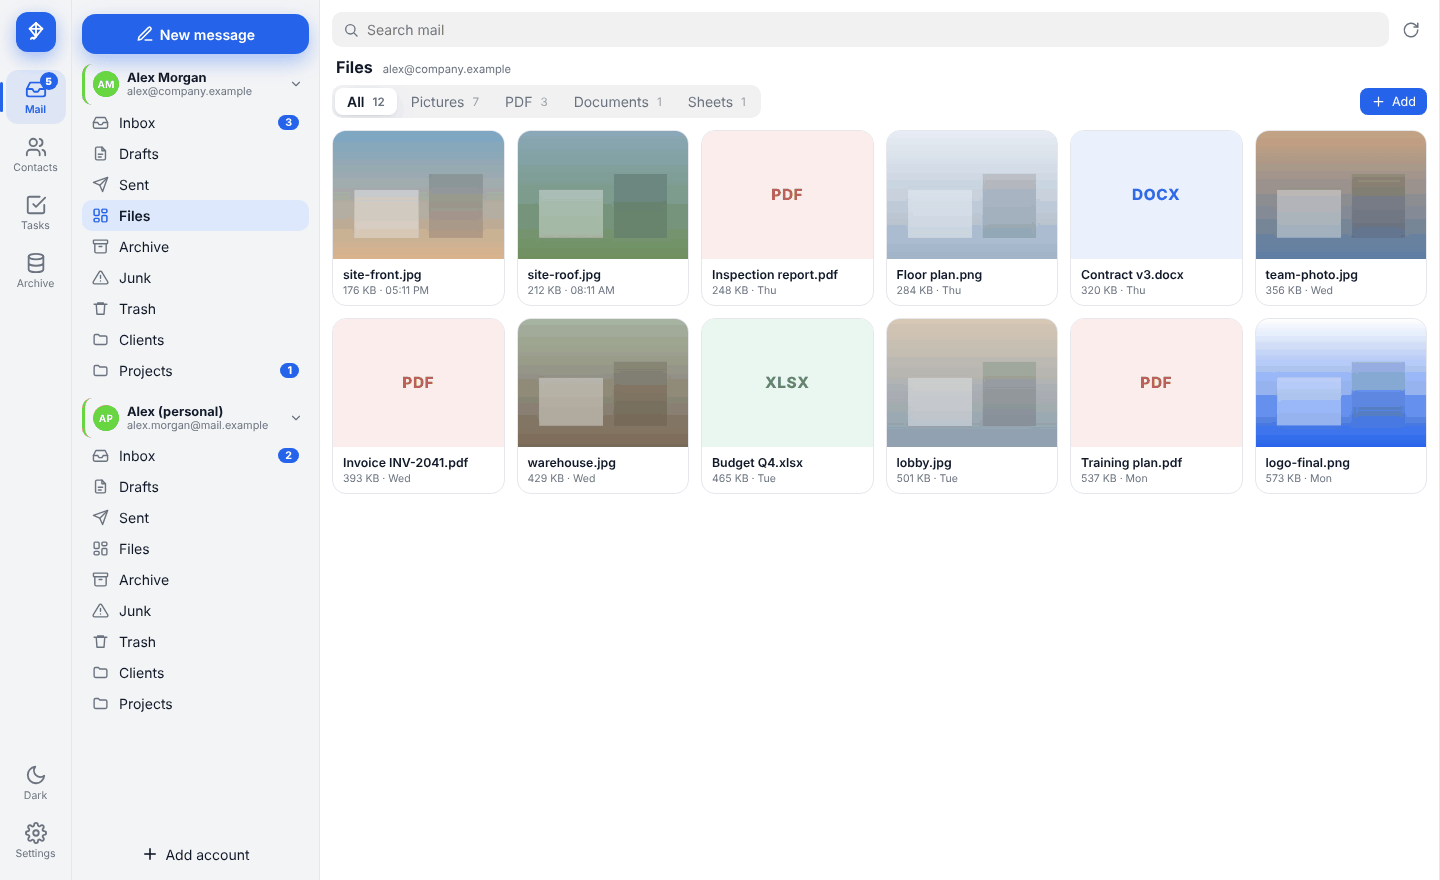 New message
Search mail
5
Mail
Contacts
Tasks
Archive
Dark
Settings
AM
Alex Morgan
alex@company.example
Inbox
3
Drafts
Sent
Files
Archive
Junk
Trash
Clients
Projects
1
AP
Alex (personal)
alex.morgan@mail.example
Inbox
2
Drafts
Sent
Files
Archive
Junk
Trash
Clients
Projects
Add account
Files alex@company.example
All 12 Pictures 7 PDF 3 Documents 1 Sheets 1
Add
site-front.jpg
176 KB · 05:11 PM
site-roof.jpg
212 KB · 08:11 AM
PDF
Inspection report.pdf
248 KB · Thu
Floor plan.png
284 KB · Thu
DOCX
Contract v3.docx
320 KB · Thu
team-photo.jpg
356 KB · Wed
PDF
Invoice INV-2041.pdf
393 KB · Wed
warehouse.jpg
429 KB · Wed
XLSX
Budget Q4.xlsx
465 KB · Tue
lobby.jpg
501 KB · Tue
PDF
Training plan.pdf
537 KB · Mon
logo-final.png
573 KB · Mon